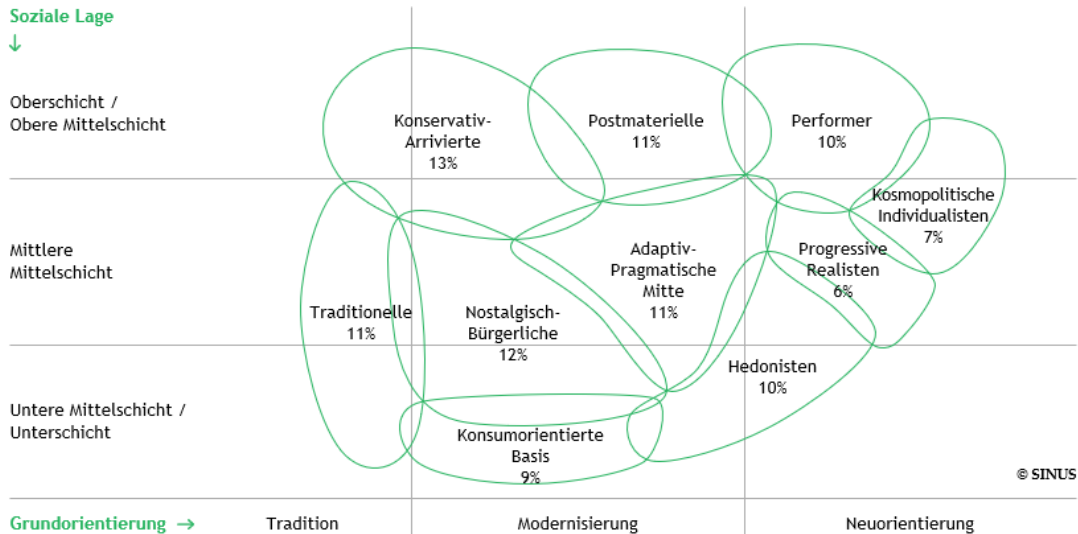 Soziale Lage
↓
Oberschicht /
Obere Mittelschicht
Konservativ-
Arrivierte
13%
Postmaterielle
11%
Performer
10%
Kosmopolitische
Individualisten
7%
Mittlere
Mittelschicht
Traditionelle
11%
Nostalgisch-
Bürgerliche
12%
Adaptiv-
Pragmatische
Mitte
11%
Progressive
Realisten
6%
Hedonisten
10%
Untere Mittelschicht /
Unterschicht
Konsumorientierte
Basis
9%
© SINUS
Grundorientierung →
Tradition
Modernisierung
Neuorientierung